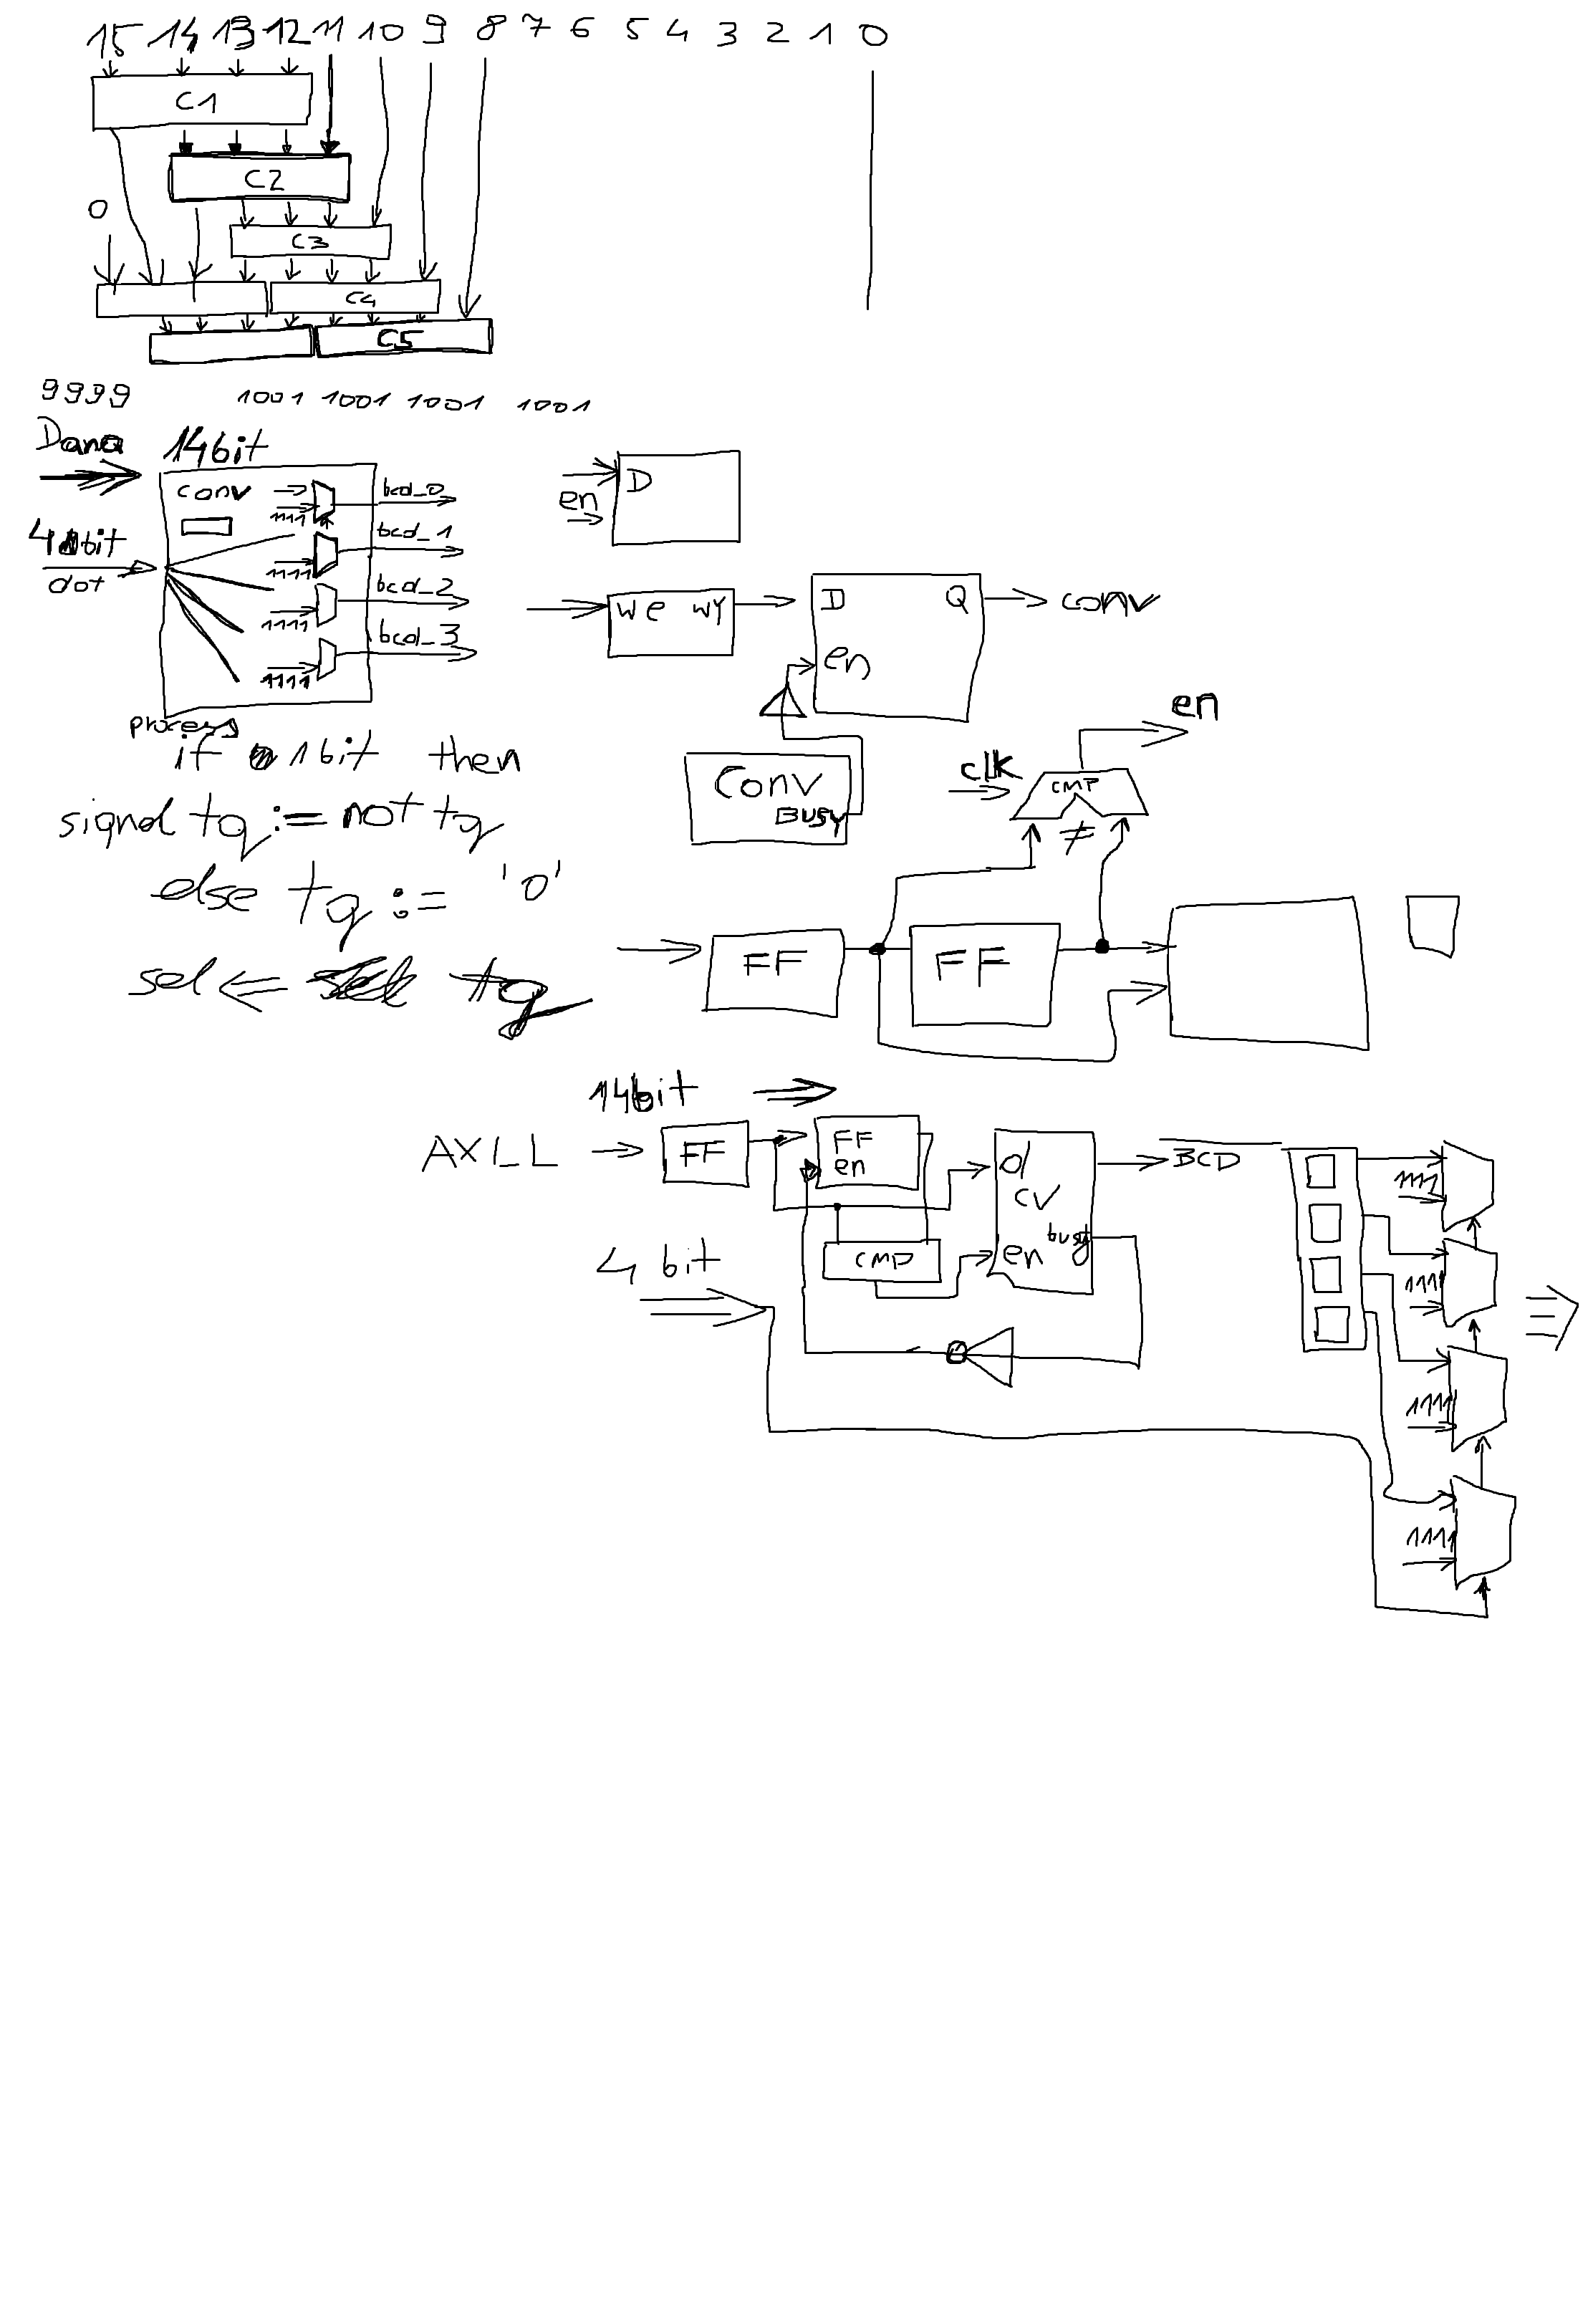 15 14 13 12 11 10 9 8 7 6 5 4 3 2 1 0
C1
C2
0
C3
C4
C5
9999 1001 1001 1001 1001
Dana 14bit
conv
1111
bcd_0
4 bit
dot
1111
bcd_1
1111
bcd_2
1111
bcd_3
process
D
en
we wy
D Q
en
conv
Conv
BUSY
if 1bit then
signal tq := not tq
else tq := '0'
sel <= tq
en
clk
CMP
≠
FF
FF
14bit
AXLL
FF
FF
en
d
CV
busy
en
CMP
BCD
4 bit
1111
1111
1111
1111